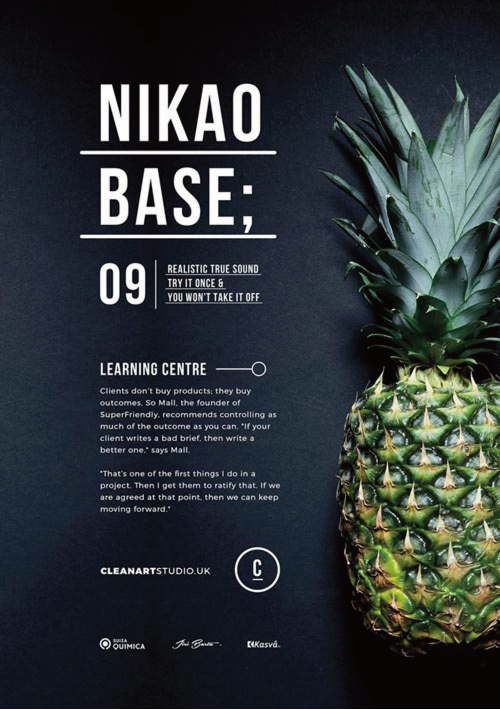 NIKAO
BASE;
09
REALISTIC TRUE SOUND
TRY IT ONCE &
YOU WON'T TAKE IT OFF
LEARNING CENTRE
Clients don't buy products; they buy
outcomes. So Mall, the founder of
SuperFriendly, recommends controlling as
much of the outcome as you can. "If your
client writes a bad brief, then write a
better one," says Mall.
"That's one of the first things I do in a
project. Then I get them to ratify that. If we
are agreed at that point, then we can keep
moving forward."
CLEANARTSTUDIO.UK
C
SUIZA
QUIMICA
Kasvå